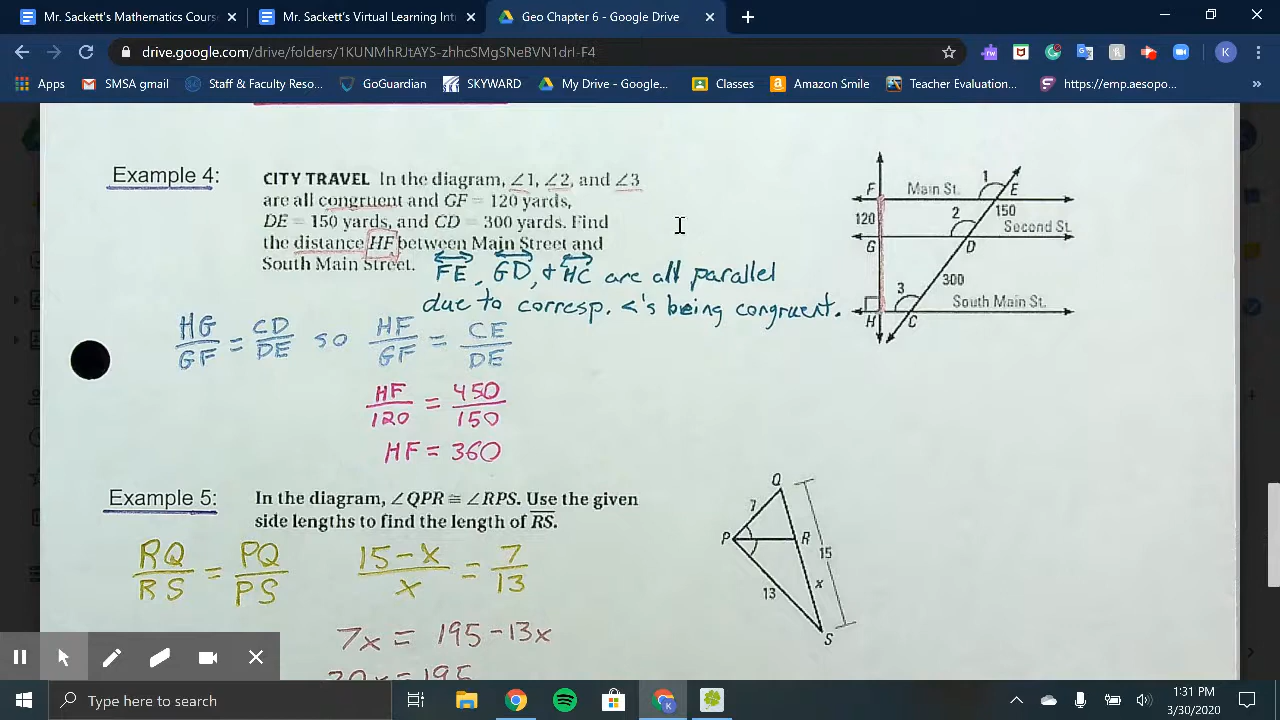 Mr. Sackett's Mathematics Cours
Mr. Sackett's Virtual Learning Int
Geo Chapter 6 - Google Drive
drive.google.com/drive/folders/1KUNMhRJtAYS-zhhcSMgSNeBVN1drI-F4
K
Apps
SMSA gmail
Staff & Faculty Reso...
GoGuardian
SKYWARD
My Drive - Google...
Classes
Amazon Smile
Teacher Evaluation...
https://emp.aesopo...
Example 4:
CITY TRAVEL In the diagram, ∠1, ∠2, and ∠3
are all congruent and GF = 120 yards,
DE = 150 yards, and CD = 300 yards. Find
the distance HF between Main Street and
South Main Street.
FE, GD, + HC are all parallel
due to corresp. <'s being congruent.
HG/GF = CD/DE so HF/GF = CE/DE
HF/120 = 450/150
HF = 360
F Main St. 1 E
120 2 150
Second St.
G D
3 300
South Main St.
H C
Example 5:
In the diagram, ∠QPR ≅ ∠RPS. Use the given
side lengths to find the length of RS.
RQ/RS = PQ/PS
15-x/x = 7/13
7x = 195-13x
20x = 195
Q
7
P R 15
13 x
S
Type here to search
K
1:31 PM
3/30/2020